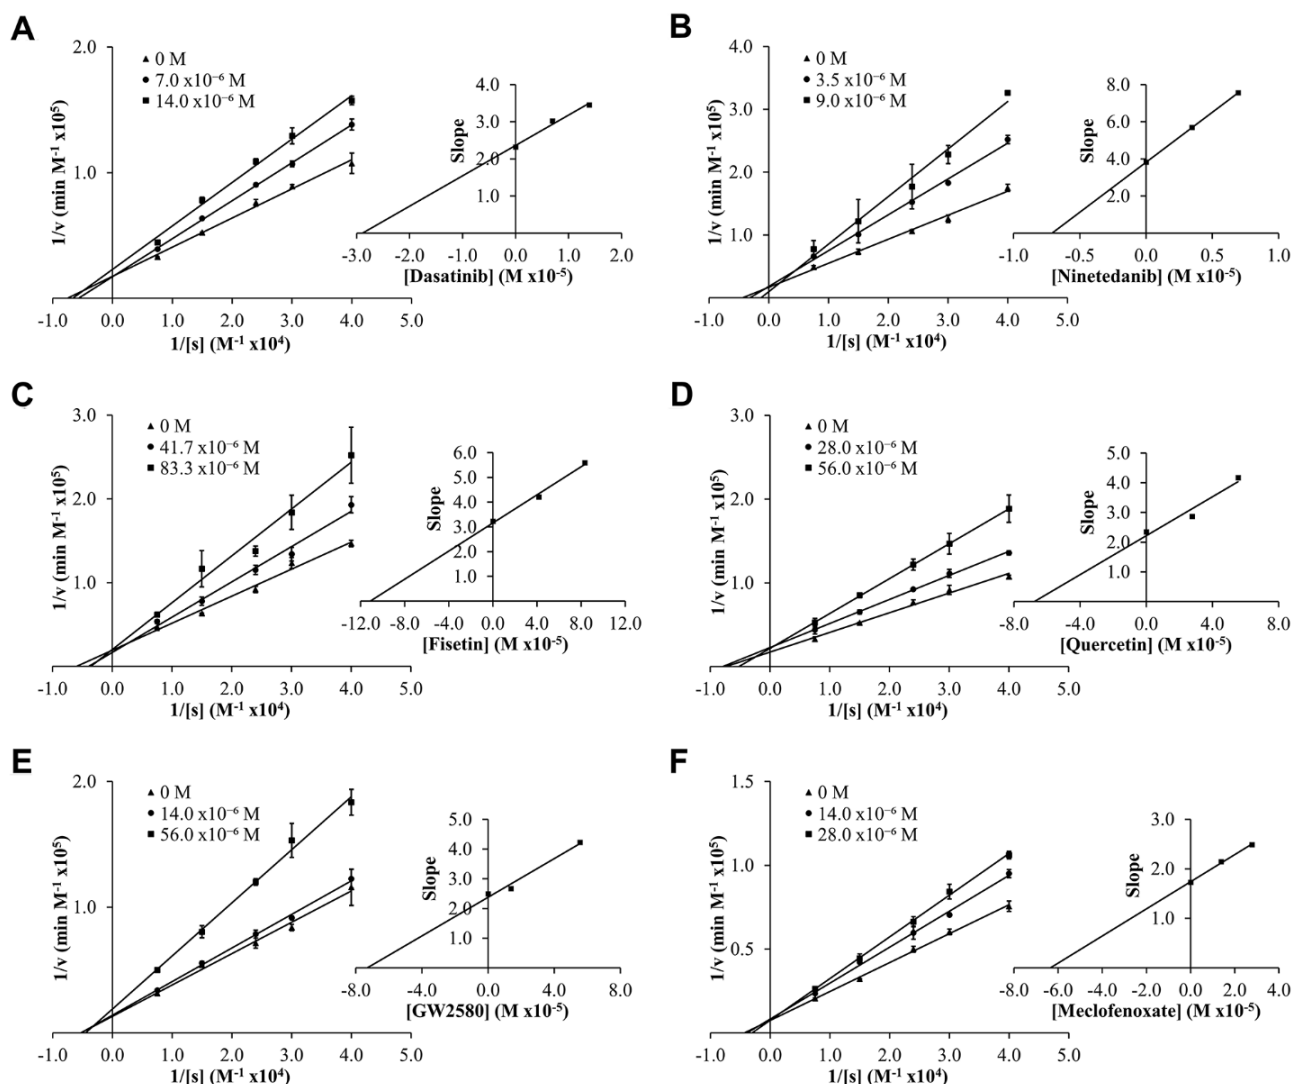 A
2.0
1.0
1/v (min M⁻¹ x10⁵)
▲ 0 M
● 7.0 x10⁻⁶ M
■ 14.0 x10⁻⁶ M
-1.0 0.0 1.0 2.0 3.0 4.0 5.0
1/[s] (M⁻¹ x10⁴)
4.0
3.0
2.0
1.0
Slope
-3.0 -2.0 -1.0 0.0 1.0 2.0
[Dasatinib] (M x10⁻⁵)
B
4.0
3.0
2.0
1.0
1/v (min M⁻¹ x10⁵)
▲ 0 M
● 3.5 x10⁻⁶ M
■ 9.0 x10⁻⁶ M
-1.0 0.0 1.0 2.0 3.0 4.0 5.0
1/[s] (M⁻¹ x10⁴)
8.0
6.0
4.0
2.0
Slope
-1.0 0.0 1.0
[Ninetedanib] (M x10⁻⁵)
C
3.0
2.0
1.0
1/v (min M⁻¹ x10⁵)
▲ 0 M
● 41.7 x10⁻⁶ M
■ 83.3 x10⁻⁶ M
-1.0 0.0 1.0 2.0 3.0 4.0 5.0
1/[s] (M⁻¹ x10⁴)
6.0
5.0
4.0
3.0
2.0
1.0
Slope
-12.0 -8.0 -4.0 0.0 4.0 8.0 12.0
[Fisetin] (M x10⁻⁵)
D
3.0
2.0
1.0
1/v (min M⁻¹ x10⁵)
▲ 0 M
● 28.0 x10⁻⁶ M
■ 56.0 x10⁻⁶ M
-1.0 0.0 1.0 2.0 3.0 4.0 5.0
1/[s] (M⁻¹ x10⁴)
5.0
4.0
3.0
2.0
1.0
Slope
-8.0 -4.0 0.0 4.0 8.0
[Quercetin] (M x10⁻⁵)
E
2.0
1.0
1/v (min M⁻¹ x10⁵)
▲ 0 M
● 14.0 x10⁻⁶ M
■ 56.0 x10⁻⁶ M
-1.0 0.0 1.0 2.0 3.0 4.0 5.0
1/[s] (M⁻¹ x10⁴)
5.0
4.0
3.0
2.0
1.0
Slope
-8.0 -4.0 0.0 4.0 8.0
[GW2580] (M x10⁻⁵)
F
1.5
1.0
0.5
1/v (min M⁻¹ x10⁵)
▲ 0 M
● 14.0 x10⁻⁶ M
■ 28.0 x10⁻⁶ M
-1.0 0.0 1.0 2.0 3.0 4.0 5.0
1/[s] (M⁻¹ x10⁴)
3.0
2.0
1.0
Slope
-8.0 -6.0 -4.0 -2.0 0.0 2.0 4.0
[Meclofenoxate] (M x10⁻⁵)